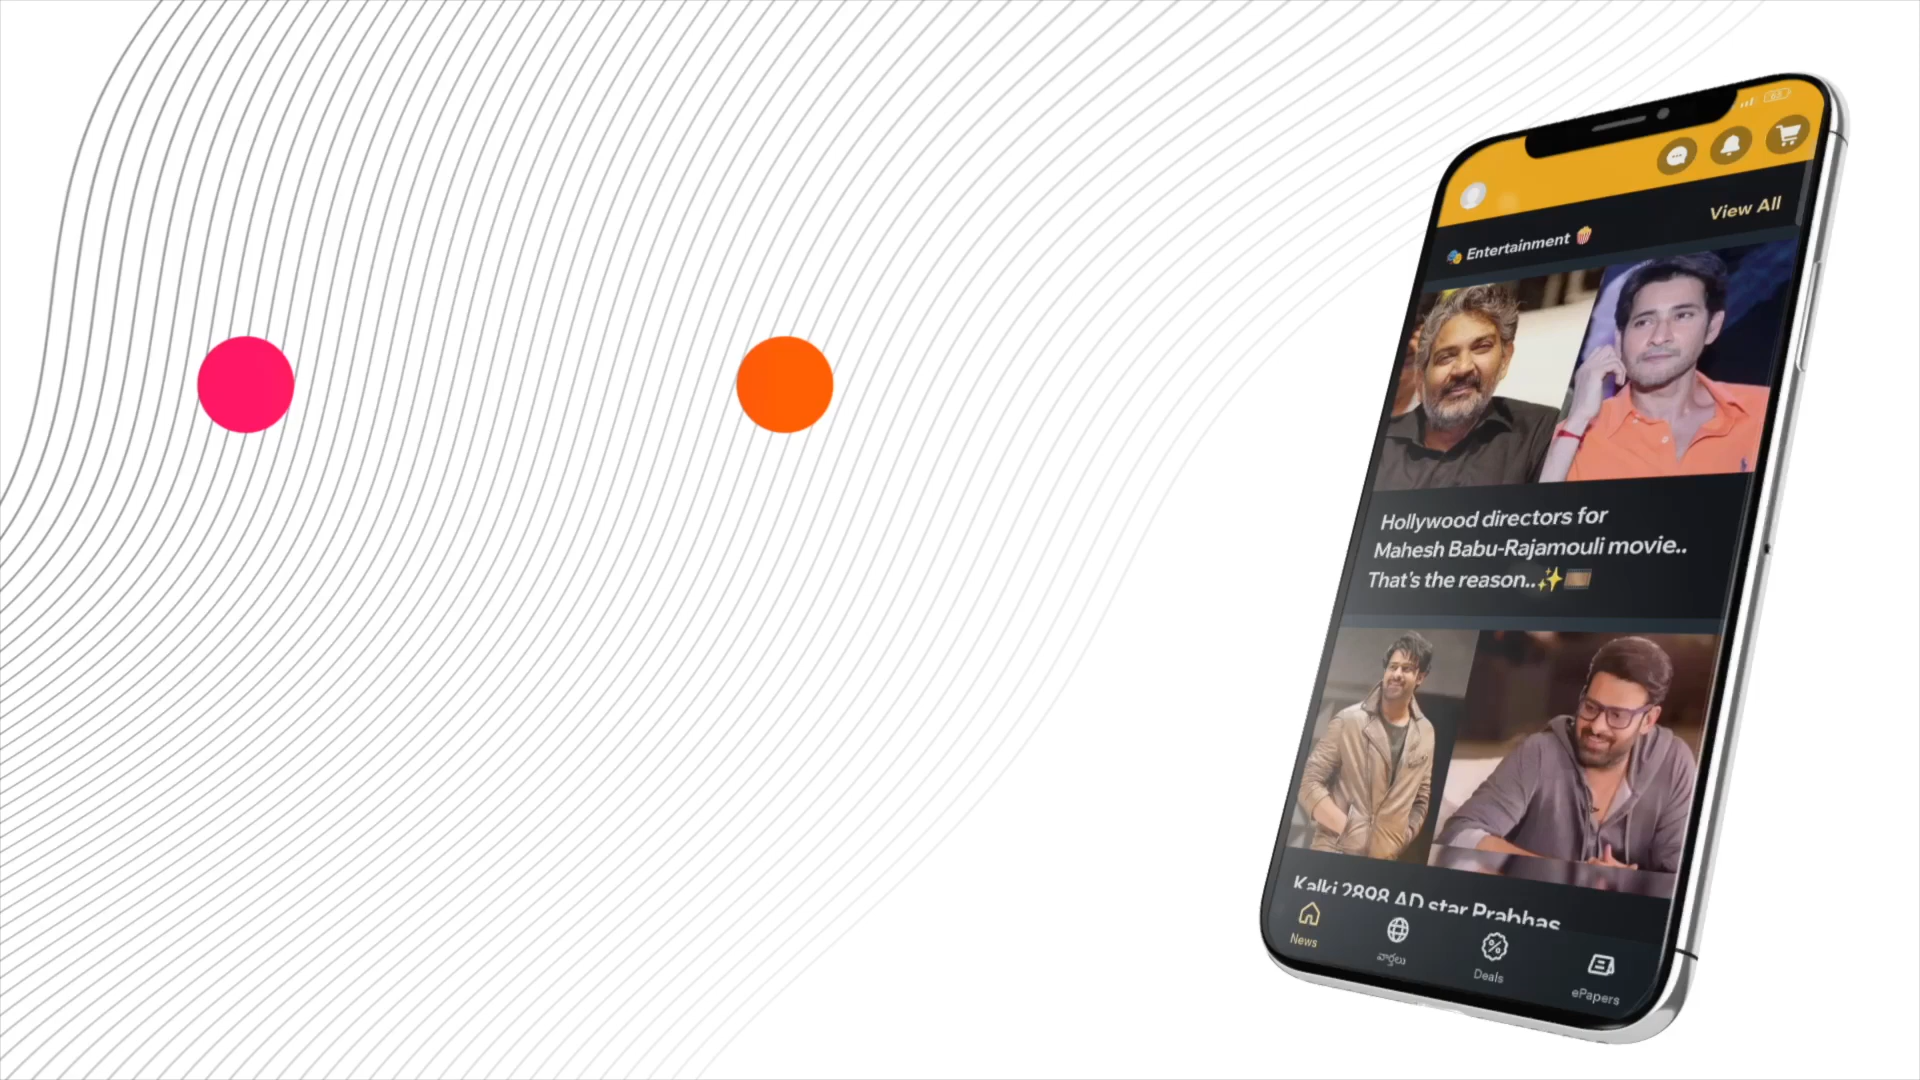 View All
🎭 Entertainment 🍿
Hollywood directors for
Mahesh Babu-Rajamouli movie..
That's the reason..✨🎞️
Kalki 2898 AD star Prabhas
News
వార్తలు
Deals
ePapers